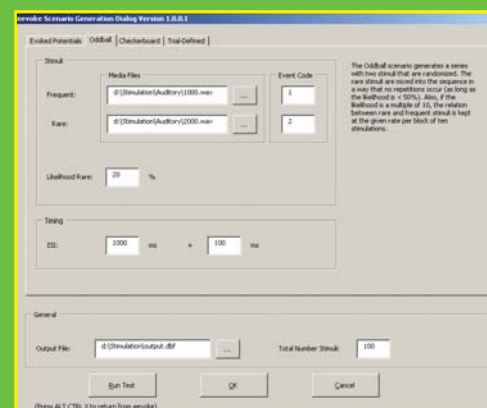 eevoke Scenario Generation Dialog Version 1.0.0.1
Evoked Potentials Oddball Checkerboard Trial-Defined
Stimuli
Media Files Event Code
Frequent: d:\Stimulation\Auditory\1000.wav ... 1
Rare: d:\Stimulation\Auditory\2000.wav ... 2
Likelihood Rare: 20 %
The Oddball scenario generates a series
with two stimuli that are randomized. The
rare stimuli are mixed into the sequence in
a way that no repetitions occur (as long as
the likelihood is < 50%). Also, if the
likelihood is a multiple of 10, the relation
between rare and frequent stimuli is kept
at the given rate per block of ten
stimulations.
Timing
ISI: 1000 ms + 100 ms
General
Output File: d:\Stimulation\output.dbf ... Total Number Stimuli: 100
Run Test OK Cancel
(Press ALT CTRL X to return from eevoke)